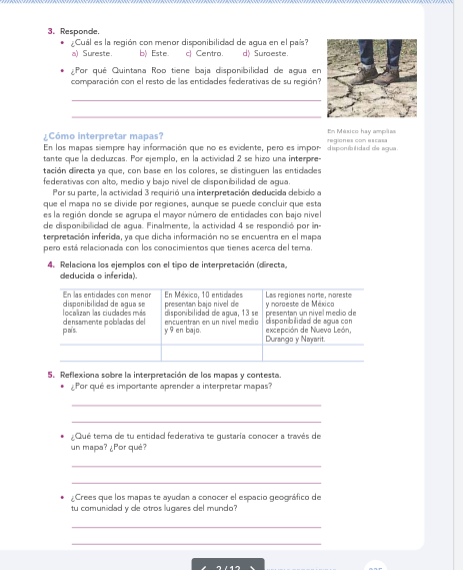 3. Responde.
• ¿Cuál es la región con menor disponibilidad de agua en el país?
a) Sureste. b) Este. c) Centro. d) Suroeste.
• ¿Por qué Quintana Roo tiene baja disponibilidad de agua en
comparación con el resto de las entidades federativas de su región?
En México hay amplias
regiones con escasa
disponibilidad de agua.
¿Cómo interpretar mapas?
En los mapas siempre hay información que no es evidente, pero es impor-
tante que la deduzcas. Por ejemplo, en la actividad 2 se hizo una interpre-
tación directa ya que, con base en los colores, se distinguen las entidades
federativas con alto, medio y bajo nivel de disponibilidad de agua.
Por su parte, la actividad 3 requirió una interpretación deducida debido a
que el mapa no se divide por regiones, aunque se puede concluir que esta
es la región donde se agrupa el mayor número de entidades con bajo nivel
de disponibilidad de agua. Finalmente, la actividad 4 se respondió por in-
terpretación inferida, ya que dicha información no se encuentra en el mapa
pero está relacionada con los conocimientos que tienes acerca del tema.
4. Relaciona los ejemplos con el tipo de interpretación (directa,
deducida o inferida).
En las entidades con menor
disponibilidad de agua se
localizan las ciudades más
densamente pobladas del
país.
En México, 10 entidades
presentan bajo nivel de
disponibilidad de agua, 13 se
encuentran en un nivel medio
y 9 en bajo.
Las regiones norte, noreste
y noroeste de México
presentan un nivel medio de
disponibilidad de agua con
excepción de Nuevo León,
Durango y Nayarit.
5. Reflexiona sobre la interpretación de los mapas y contesta.
• ¿Por qué es importante aprender a interpretar mapas?
• ¿Qué tema de tu entidad federativa te gustaría conocer a través de
un mapa? ¿Por qué?
• ¿Crees que los mapas te ayudan a conocer el espacio geográfico de
tu comunidad y de otros lugares del mundo?
2 / 12